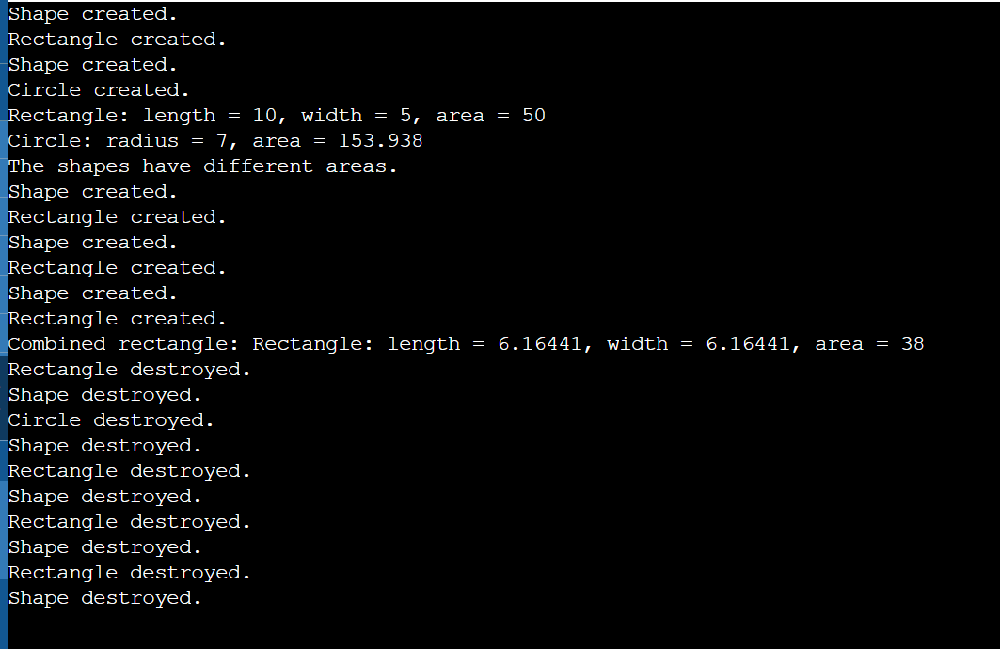 Shape created.
Rectangle created.
Shape created.
Circle created.
Rectangle: length = 10, width = 5, area = 50
Circle: radius = 7, area = 153.938
The shapes have different areas.
Shape created.
Rectangle created.
Shape created.
Rectangle created.
Shape created.
Rectangle created.
Combined rectangle: Rectangle: length = 6.16441, width = 6.16441, area = 38
Rectangle destroyed.
Shape destroyed.
Circle destroyed.
Shape destroyed.
Rectangle destroyed.
Shape destroyed.
Rectangle destroyed.
Shape destroyed.
Rectangle destroyed.
Shape destroyed.